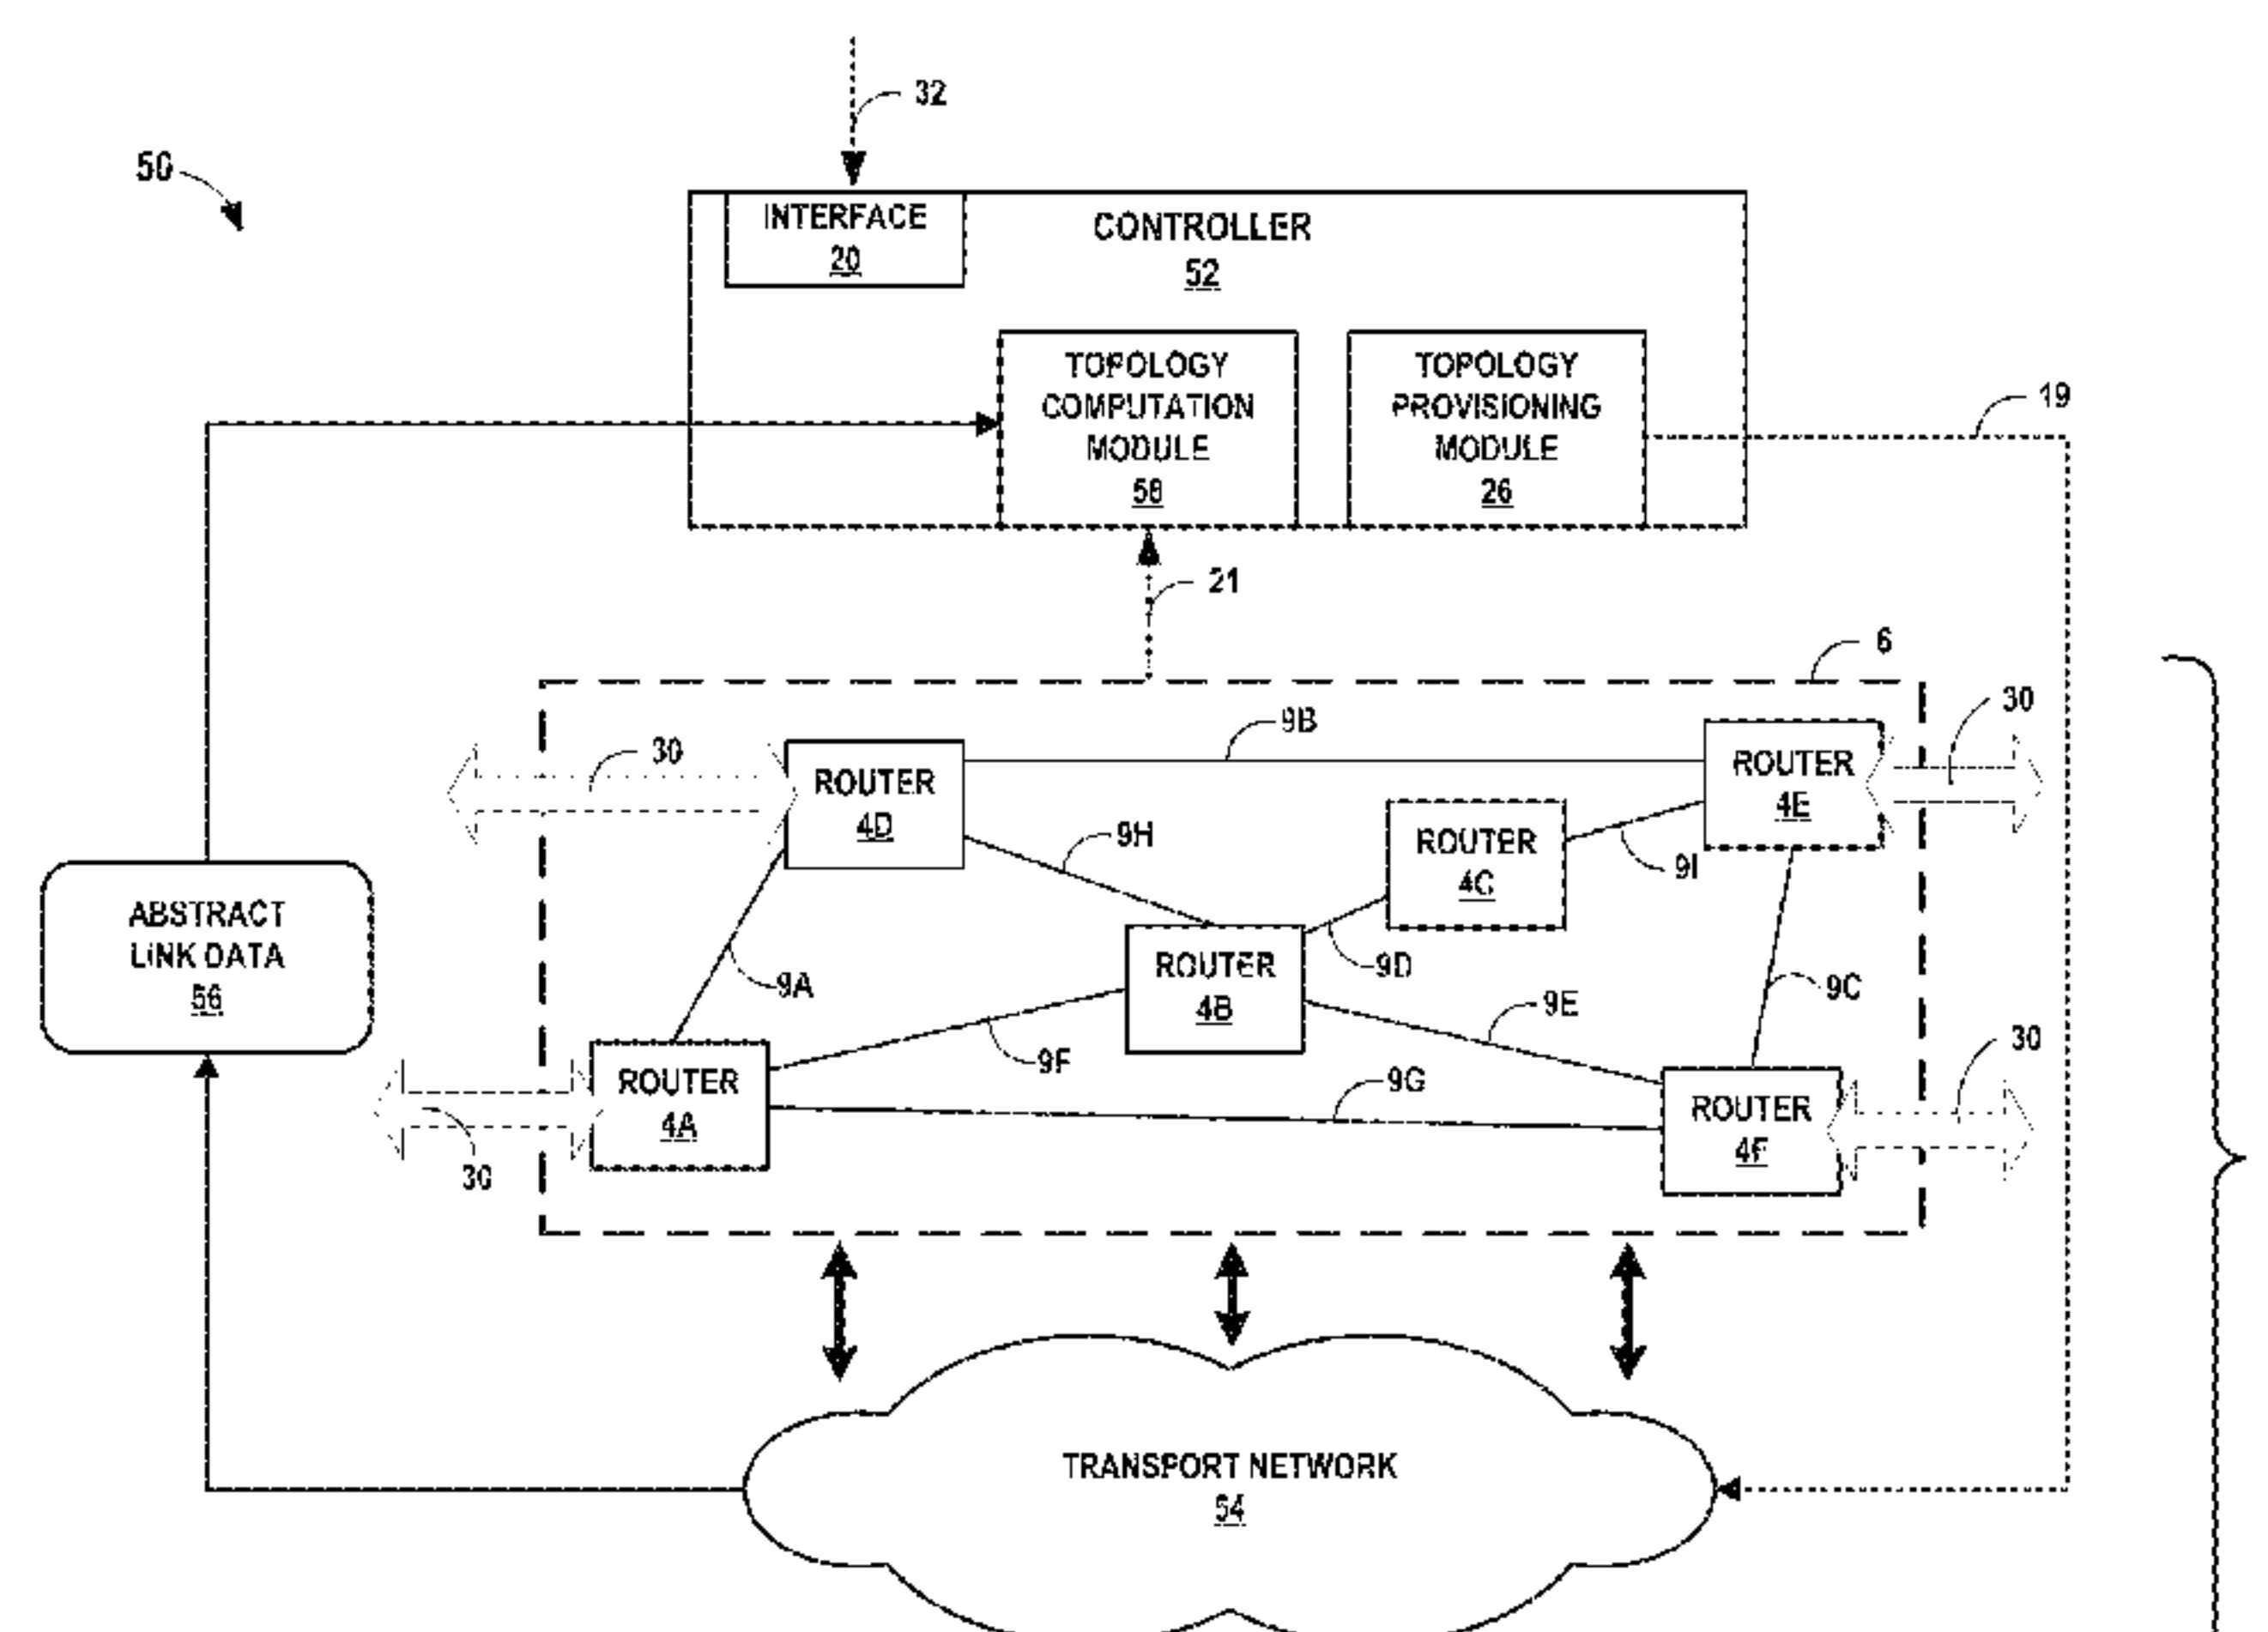 32
50
INTERFACE
20
CONTROLLER
52
TOPOLOGY
COMPUTATION
MODULE
58
TOPOLOGY
PROVISIONING
MODULE
26
19
21
6
9B
30
30
ROUTER
4D
ROUTER
4E
9H
ROUTER
4C
9I
ABSTRACT
LINK DATA
56
9A
ROUTER
4B
9D
9E
9C
9F
30
ROUTER
4A
9G
ROUTER
4F
30
TRANSPORT NETWORK
54